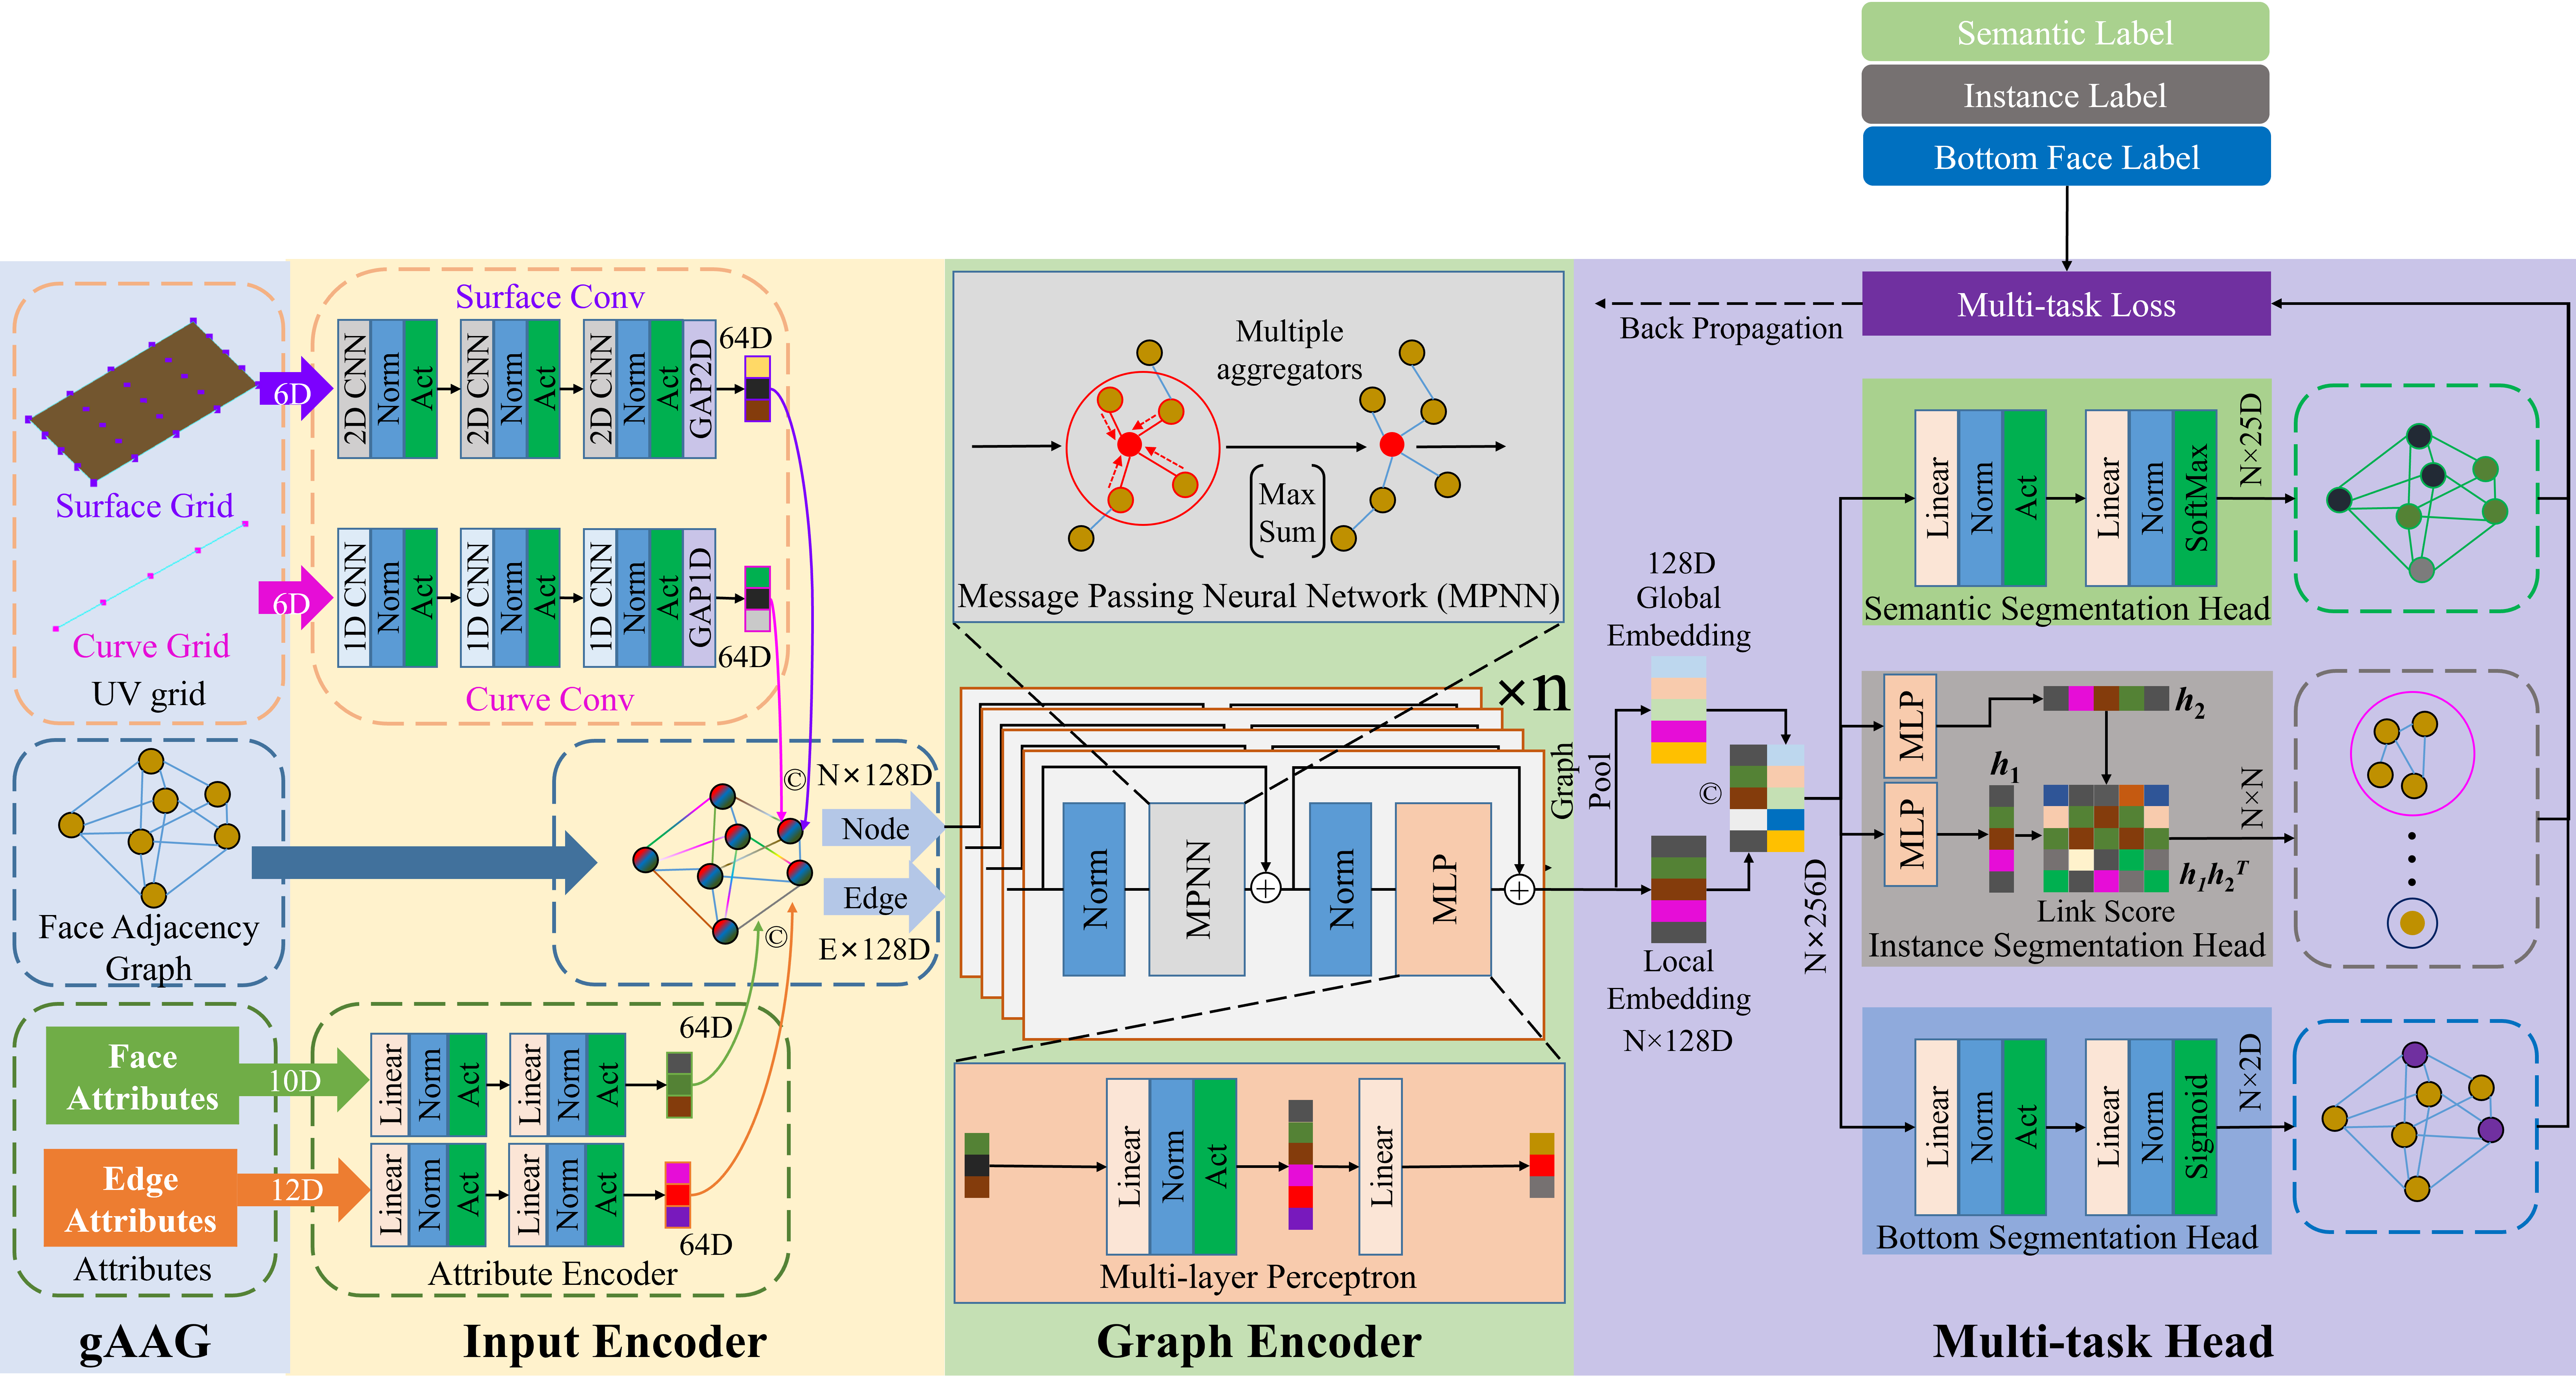 Semantic Label
Instance Label
Bottom Face Label
Multi-task Loss
Back Propagation
Surface Grid
Curve Grid
UV grid
6D
6D
Face Adjacency
Graph
Face
Attributes
10D
Edge
Attributes
12D
Attributes
gAAG
Surface Conv
2D CNN
Norm
Act
2D CNN
Norm
Act
2D CNN
Norm
Act
GAP2D
64D
1D CNN
Norm
Act
1D CNN
Norm
Act
1D CNN
Norm
Act
GAP1D
64D
Curve Conv
©
N×128D
Node
Edge
E×128D
©
64D
Linear
Norm
Act
Linear
Norm
Act
Linear
Norm
Act
Linear
Norm
Act
64D
Attribute Encoder
Input Encoder
Multiple
aggregators
Max
Sum
Message Passing Neural Network (MPNN)
×n
Norm
MPNN
+
Norm
MLP
+
Linear
Norm
Act
Linear
Multi-layer Perceptron
Graph Encoder
Graph
Pool
128D
Global
Embedding
©
Local
Embedding
N×128D
N×256D
Linear
Norm
Act
Linear
Norm
SoftMax
N×25D
Semantic Segmentation Head
MLP
h2
h1
MLP
h1h2T
Link Score
N×N
Instance Segmentation Head
Linear
Norm
Act
Linear
Norm
Sigmoid
N×2D
Bottom Segmentation Head
Multi-task Head